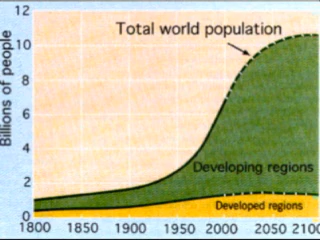 12
Total world population
10
8
6
4
2
0
Billions of people
Developing regions
Developed regions
1800 1850 1900 1950 2000 2050 2100